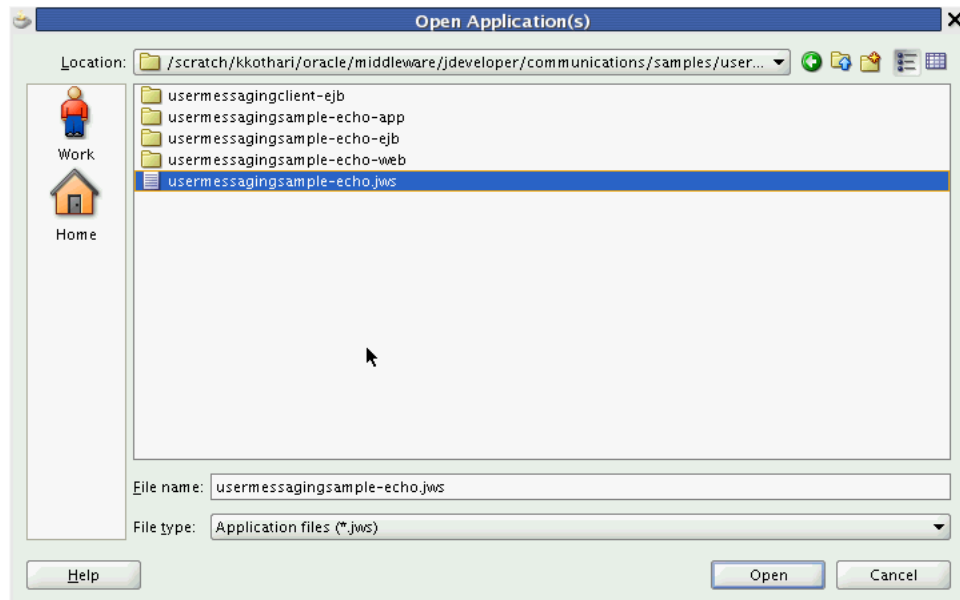 Open Application(s)
Location: /scratch/kkothari/oracle/middleware/jdeveloper/communications/samples/user...
usermessagingclient-ejb
usermessagingsample-echo-app
usermessagingsample-echo-ejb
usermessagingsample-echo-web
usermessagingsample-echo.jws
Work
Home
File name: usermessagingsample-echo.jws
File type: Application files (*.jws)
Help Open Cancel